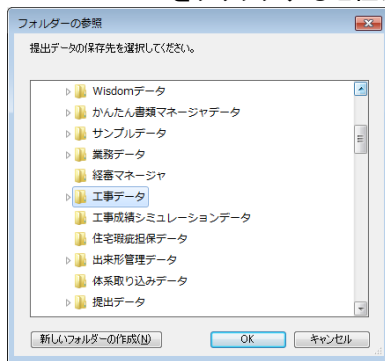 フォルダーの参照
提出データの保存先を選択してください。
Wisdomデータ
かんたん書類マネージャデータ
サンプルデータ
業務データ
経審マネージャ
工事データ
工事成績シミュレーションデータ
住宅瑕疵担保データ
出来形管理データ
体系取り込みデータ
提出データ
新しいフォルダーの作成(N) OK キャンセル